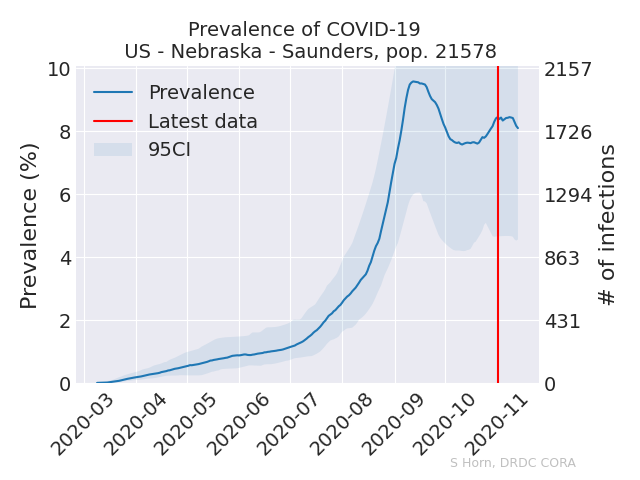 Prevalence of COVID-19
US - Nebraska - Saunders, pop. 21578
Prevalence (%)
10
8
6
4
2
0
Prevalence
Latest data
95CI
2157
1726
1294
863
431
0
# of infections
2020-03
2020-04
2020-05
2020-06
2020-07
2020-08
2020-09
2020-10
2020-11
S Horn, DRDC CORA